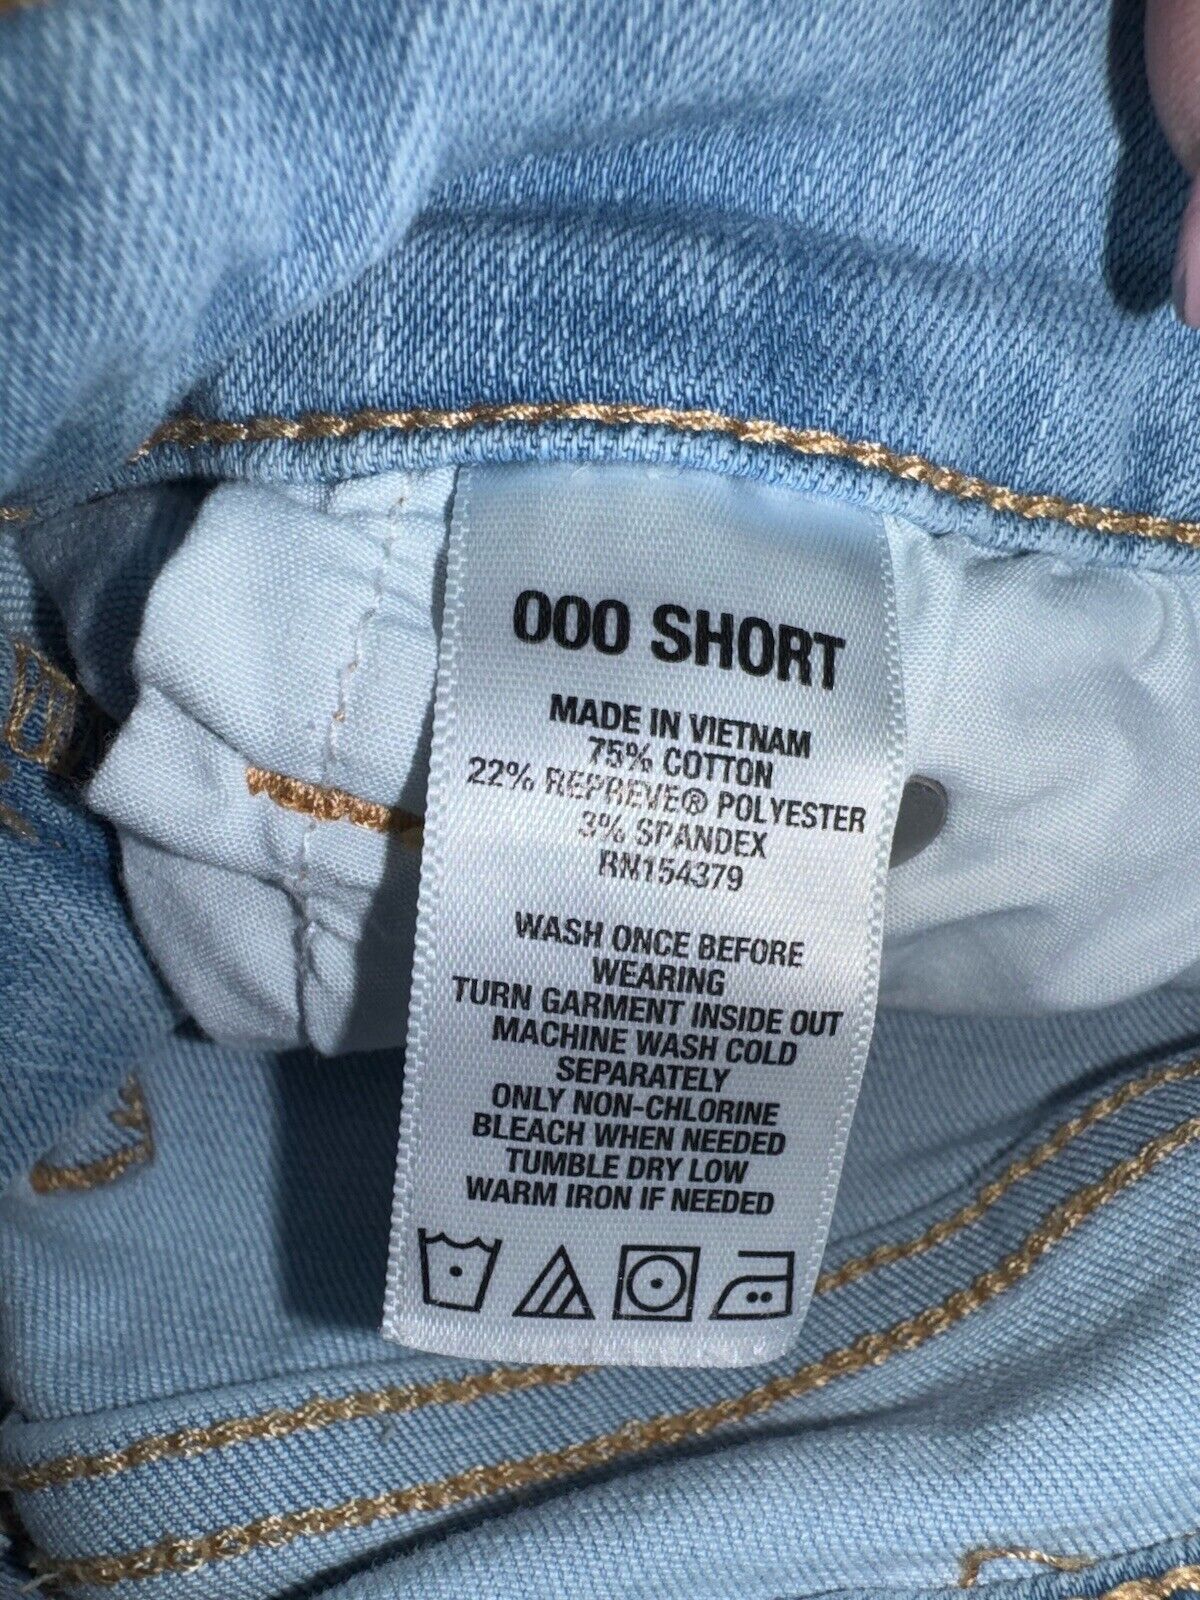 000 SHORT
MADE IN VIETNAM
75% COTTON
22% REPREVE® POLYESTER
3% SPANDEX
RN154379
WASH ONCE BEFORE
WEARING
TURN GARMENT INSIDE OUT
MACHINE WASH COLD
SEPARATELY
ONLY NON-CHLORINE
BLEACH WHEN NEEDED
TUMBLE DRY LOW
WARM IRON IF NEEDED